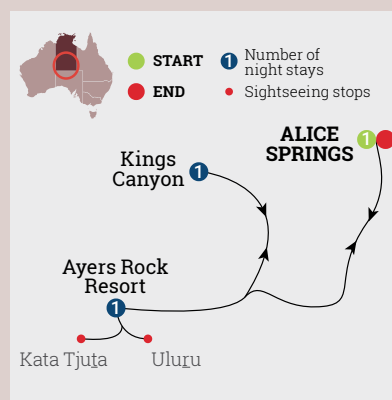 START
END
1
Number of
night stays
Sightseeing stops
ALICE
SPRINGS
1
Kings
Canyon
1
Ayers Rock
Resort
1
Kata Tjuṯa
Uluṟu